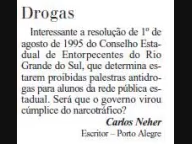 Drogas
Interessante a resolução de 1º de
agosto de 1995 do Conselho Esta-
dual de Entorpecentes do Rio
Grande do Sul, que determina es-
tarem proibidas palestras antidro-
gas para alunos da rede pública es-
tadual. Será que o governo virou
cúmplice do narcotráfico?
Carlos Neher
Escritor – Porto Alegre